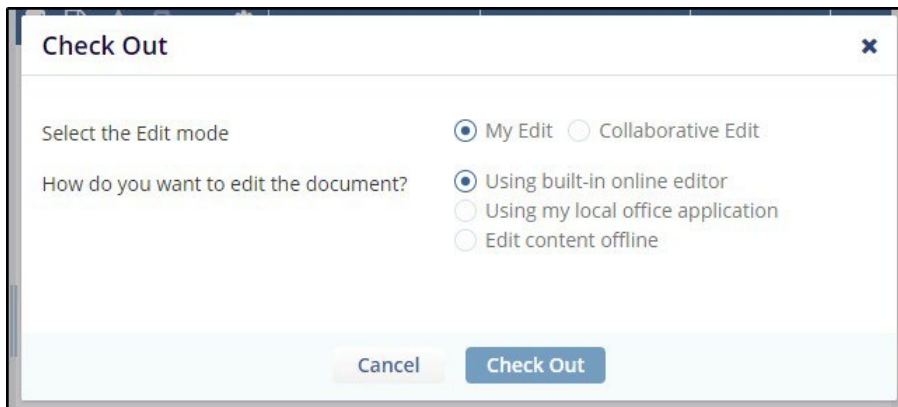 Check Out
Select the Edit mode
My Edit Collaborative Edit
How do you want to edit the document?
Using built-in online editor
Using my local office application
Edit content offline
Cancel Check Out